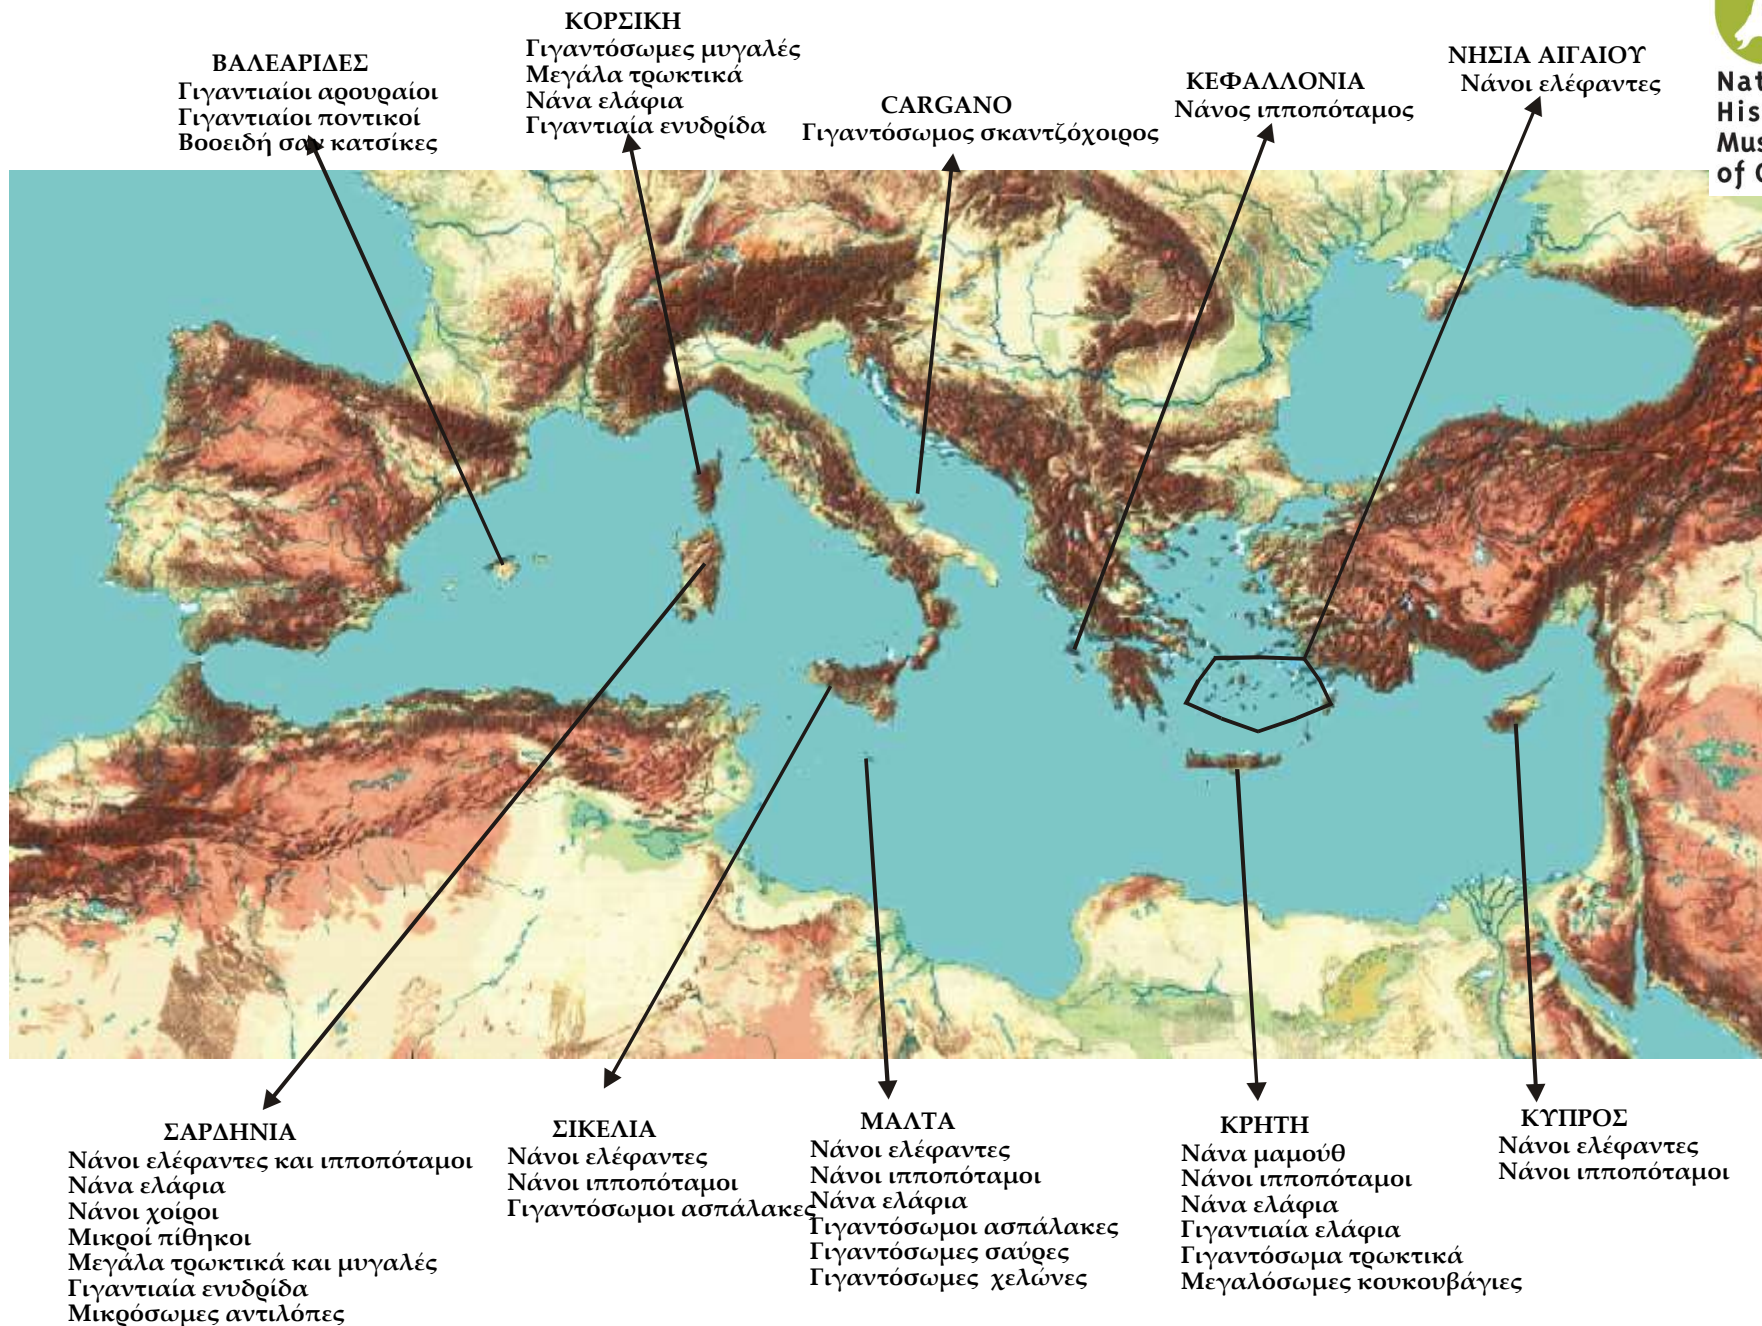 ΒΑΛΕΑΡΙΔΕΣ
Γιγαντιαίοι αρουραίοι
Γιγαντιαίοι ποντικοί
Βοοειδή σαν κατσίκες
ΚΟΡΣΙΚΗ
Γιγαντόσωμες μυγαλές
Μεγάλα τρωκτικά
Νάνα ελάφια
Γιγαντιαία ενυδρίδα
CARGANO
Γιγαντόσωμος σκαντζόχοιρος
ΚΕΦΑΛΛΟΝΙΑ
Νάνος ιπποπόταμος
ΝΗΣΙΑ ΑΙΓΑΙΟΥ
Νάνοι ελέφαντες
Nat
His
Mus
of
ΣΑΡΔΗΝΙΑ
Νάνοι ελέφαντες και ιπποπόταμοι
Νάνα ελάφια
Νάνοι χοίροι
Μικροί πίθηκοι
Μεγάλα τρωκτικά και μυγαλές
Γιγαντιαία ενυδρίδα
Μικρόσωμες αντιλόπες
ΣΙΚΕΛΙΑ
Νάνοι ελέφαντες
Νάνοι ιπποπόταμοι
Γιγαντόσωμοι ασπάλακες
ΜΑΛΤΑ
Νάνοι ελέφαντες
Νάνοι ιπποπόταμοι
Νάνα ελάφια
Γιγαντόσωμοι ασπάλακες
Γιγαντόσωμες σαύρες
Γιγαντόσωμες χελώνες
ΚΡΗΤΗ
Νάνα μαμούθ
Νάνοι ιπποπόταμοι
Νάνα ελάφια
Γιγαντιαία ελάφια
Γιγαντόσωμα τρωκτικά
Μεγαλόσωμες κουκουβάγιες
ΚΥΠΡΟΣ
Νάνοι ελέφαντες
Νάνοι ιπποπόταμοι